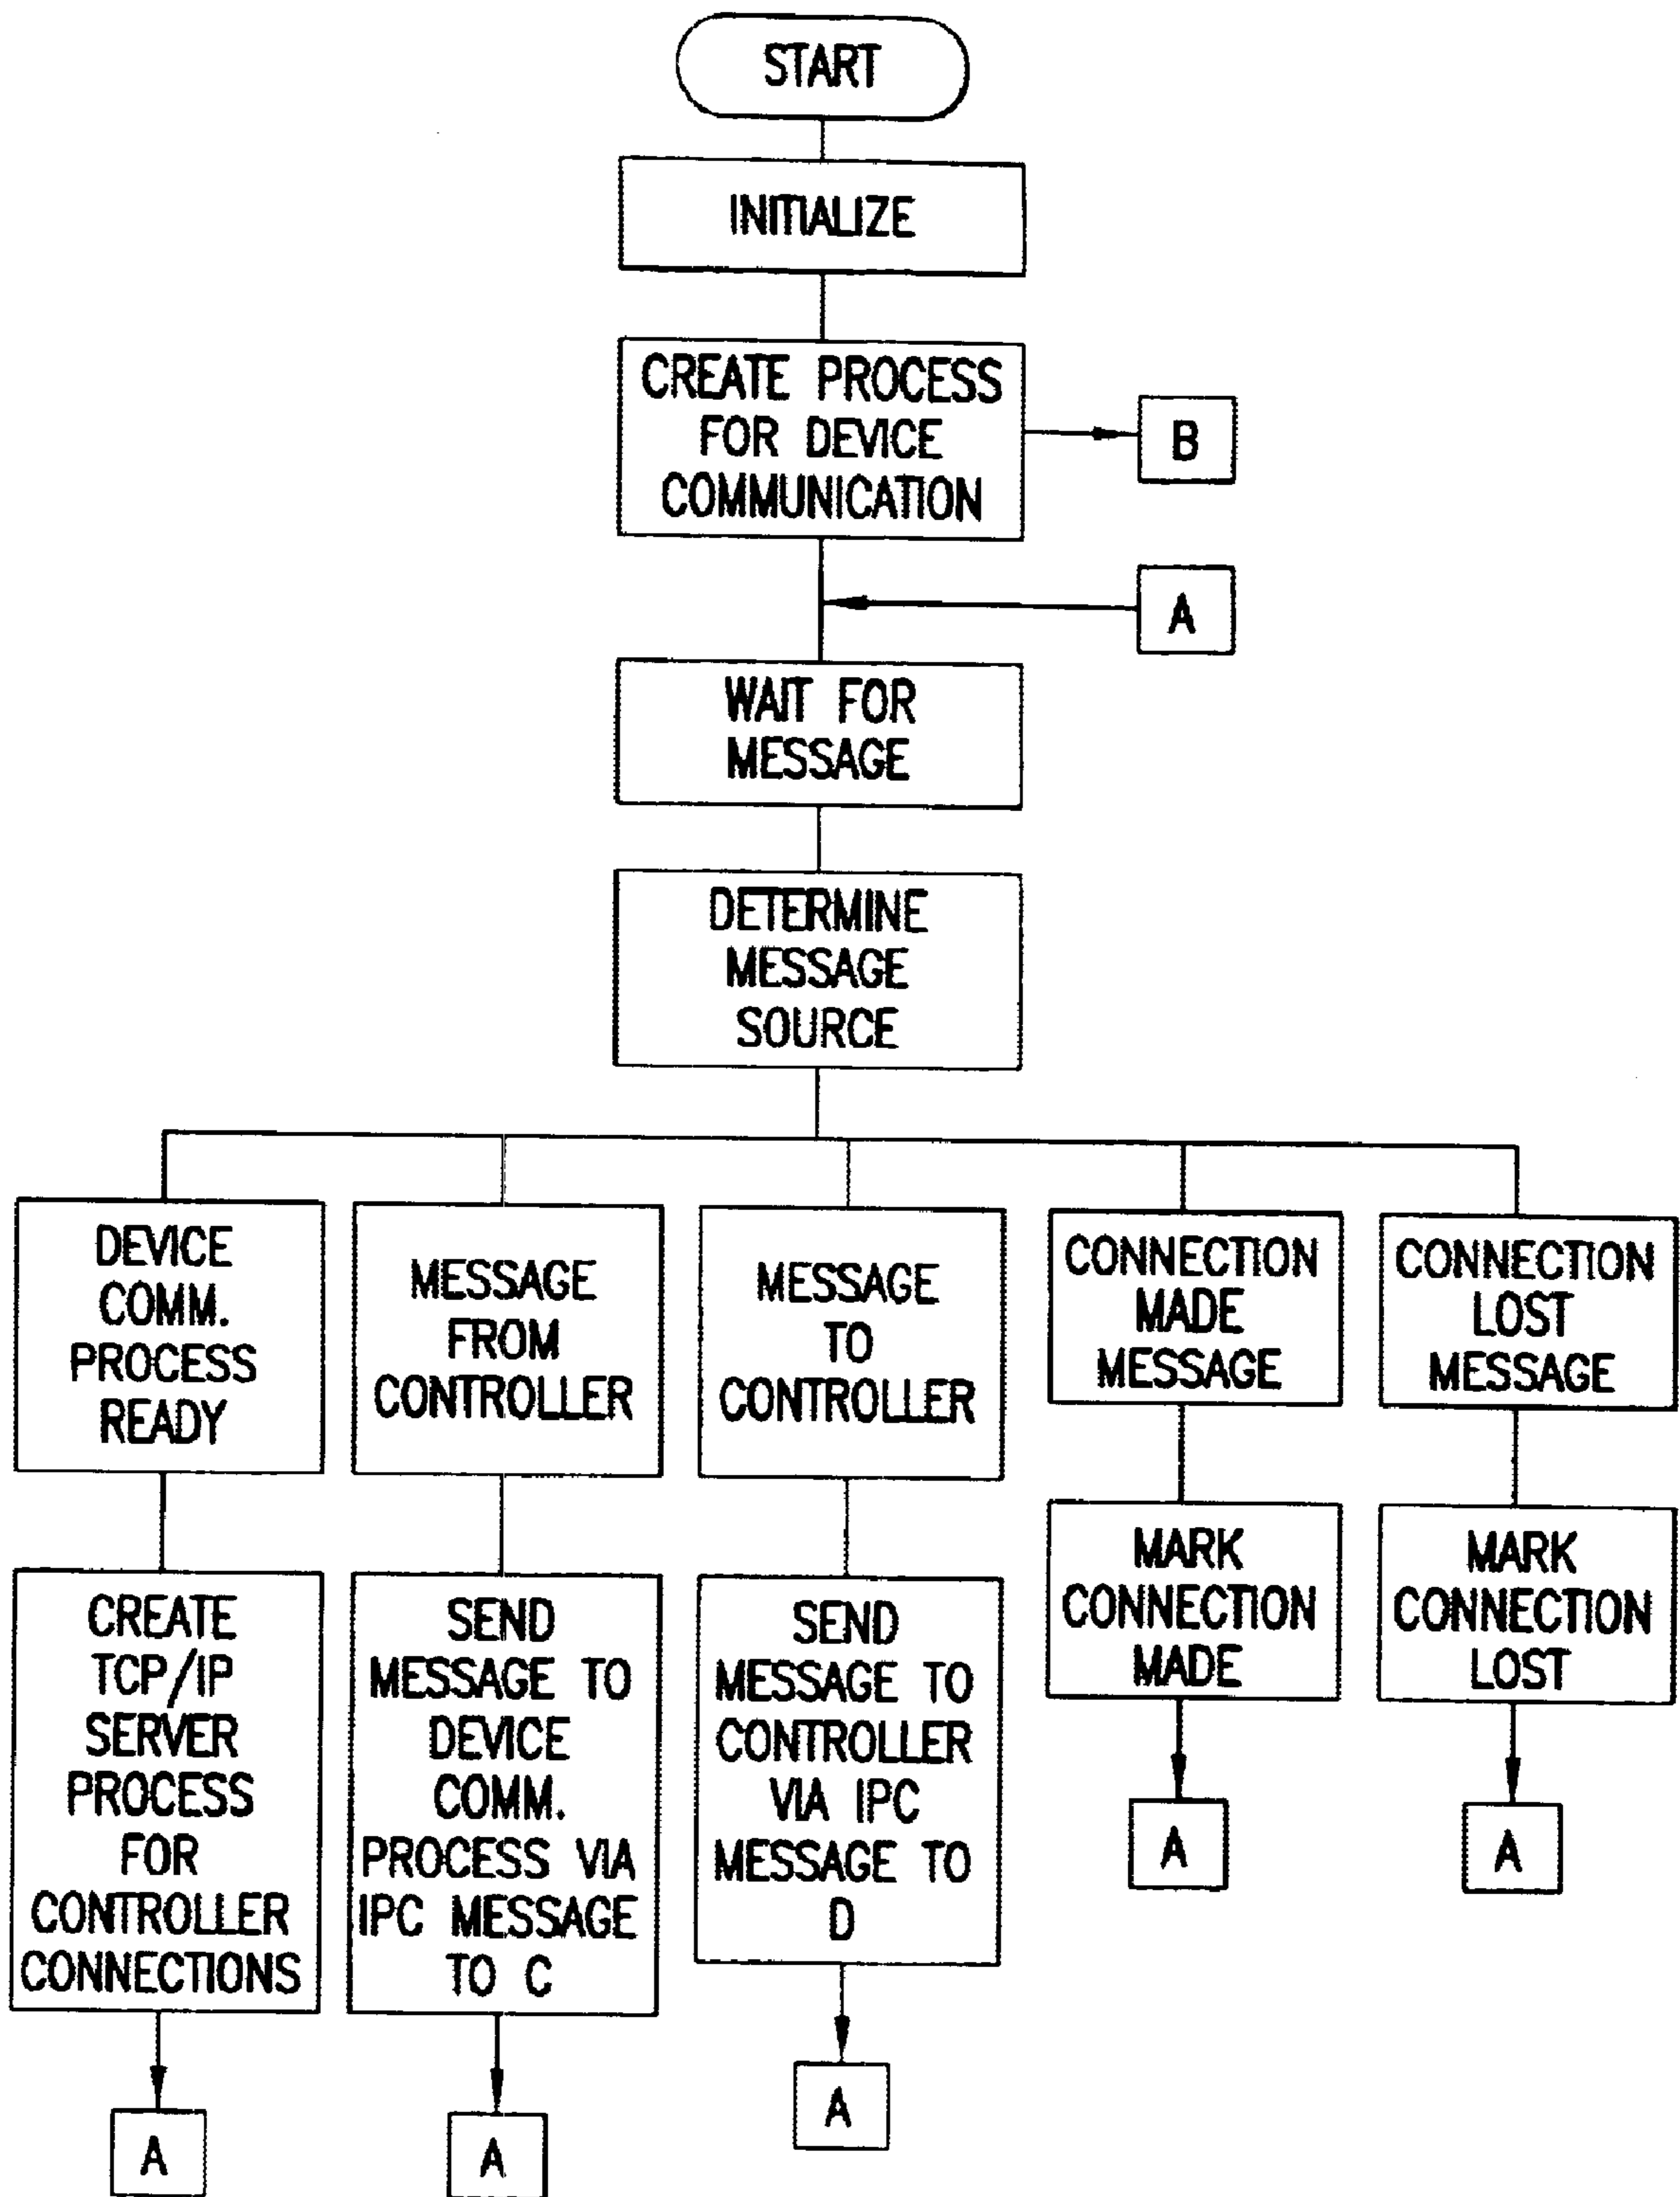 START
INITIALIZE
CREATE PROCESS
FOR DEVICE
COMMUNICATION
B
A
WAIT FOR
MESSAGE
DETERMINE
MESSAGE
SOURCE
DEVICE
COMM.
PROCESS
READY
MESSAGE
FROM
CONTROLLER
MESSAGE
TO
CONTROLLER
CONNECTION
MADE
MESSAGE
CONNECTION
LOST
MESSAGE
CREATE
TCP/IP
SERVER
PROCESS
FOR
CONTROLLER
CONNECTIONS
SEND
MESSAGE TO
DEVICE
COMM.
PROCESS VIA
IPC MESSAGE
TO C
SEND
MESSAGE TO
CONTROLLER
VIA IPC
MESSAGE TO
D
MARK
CONNECTION
MADE
MARK
CONNECTION
LOST
A
A
A
A
A